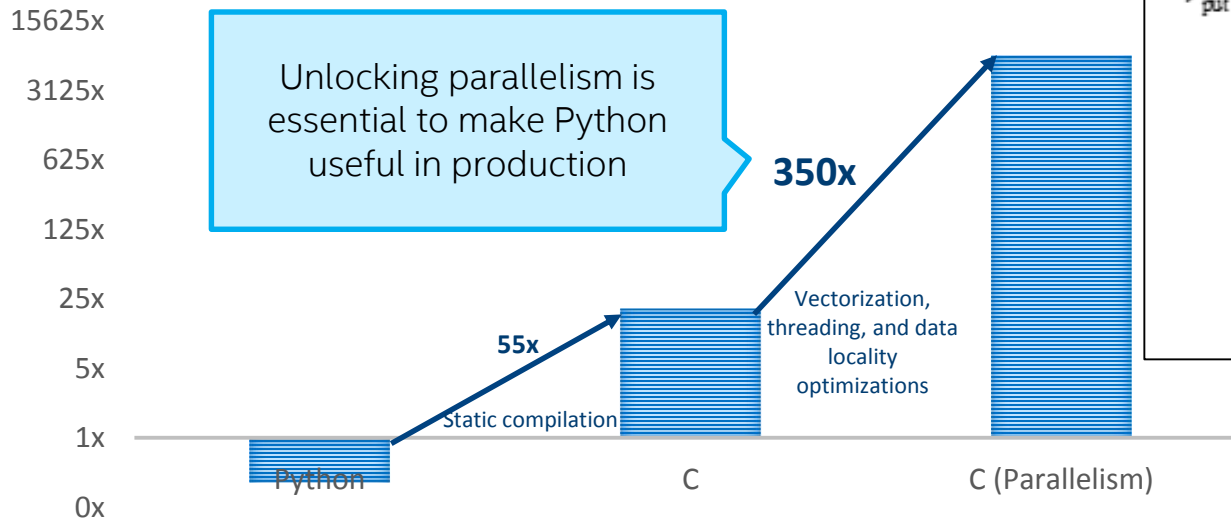 15625x
3125x
625x
125x
25x
5x
1x
0x
Unlocking parallelism is
essential to make Python
useful in production
350x
55x
Static compilation
Vectorization,
threading, and data
locality
optimizations
Python
C
C (Parallelism)
put